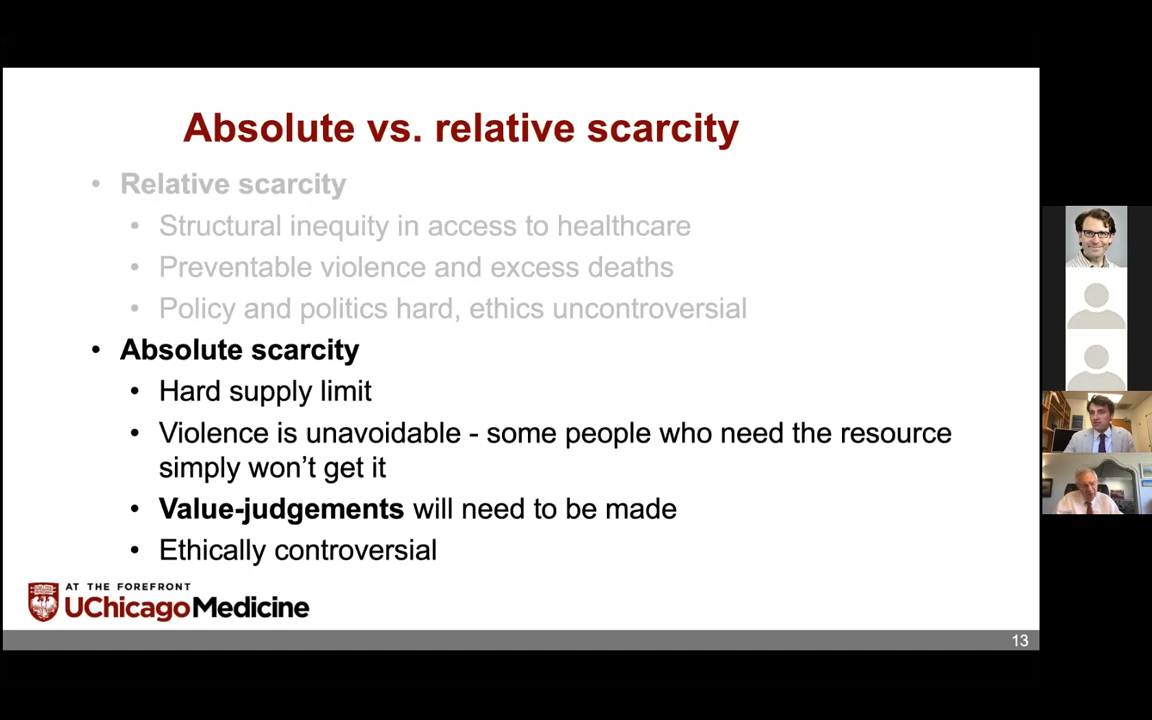 Absolute vs. relative scarcity
• Relative scarcity
• Structural inequity in access to healthcare
• Preventable violence and excess deaths
• Policy and politics hard, ethics uncontroversial
• Absolute scarcity
• Hard supply limit
• Violence is unavoidable - some people who need the resource
simply won’t get it
• Value-judgements will need to be made
• Ethically controversial
AT THE FOREFRONT
UChicagoMedicine
13